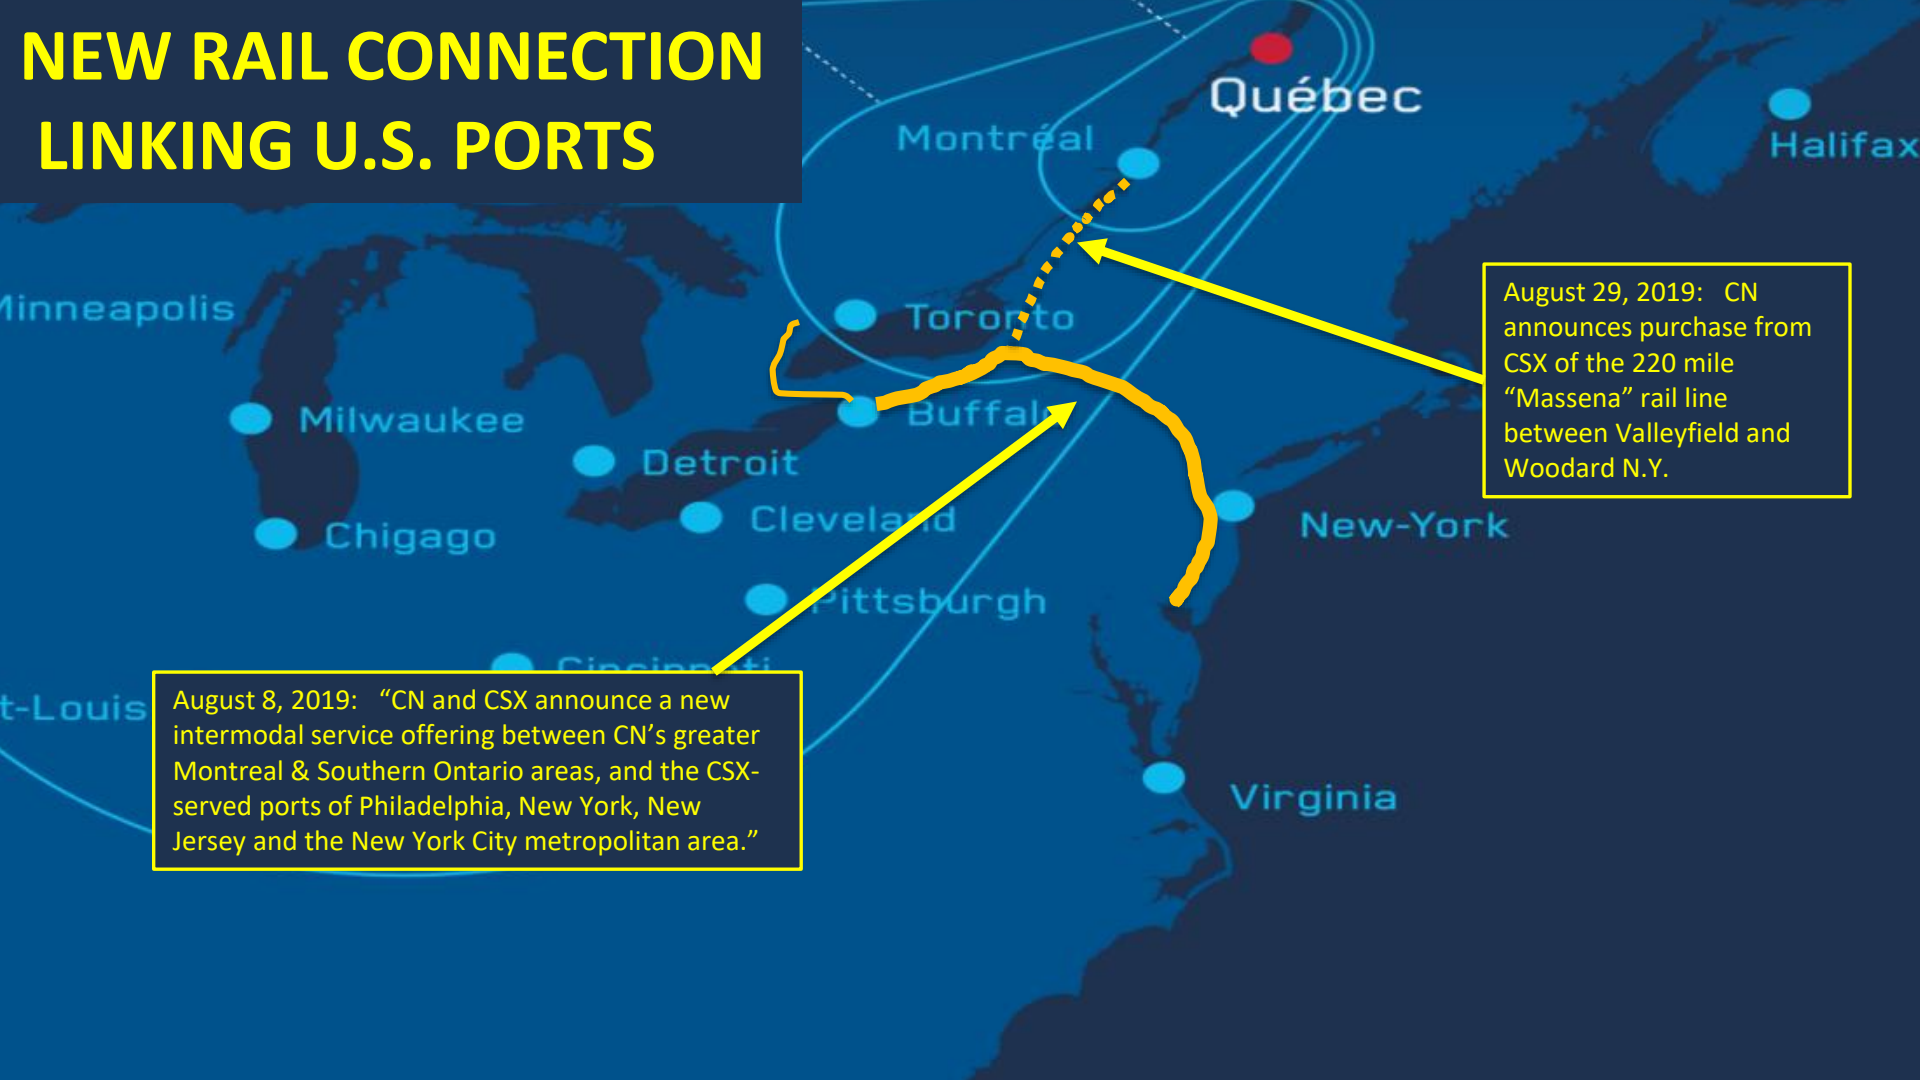 NEW RAIL CONNECTION
LINKING U.S. PORTS
Québec
Montréal
Halifax
Minneapolis
Toronto
August 29, 2019: CN
announces purchase from
CSX of the 220 mile
“Massena” rail line
between Valleyfield and
Woodard N.Y.
Milwaukee
Buffalo
Detroit
Cleveland
New-York
Chigago
Pittsburgh
Cincinnati
t-Louis
August 8, 2019: “CN and CSX announce a new
intermodal service offering between CN’s greater
Montreal & Southern Ontario areas, and the CSX-
served ports of Philadelphia, New York, New
Jersey and the New York City metropolitan area.”
Virginia